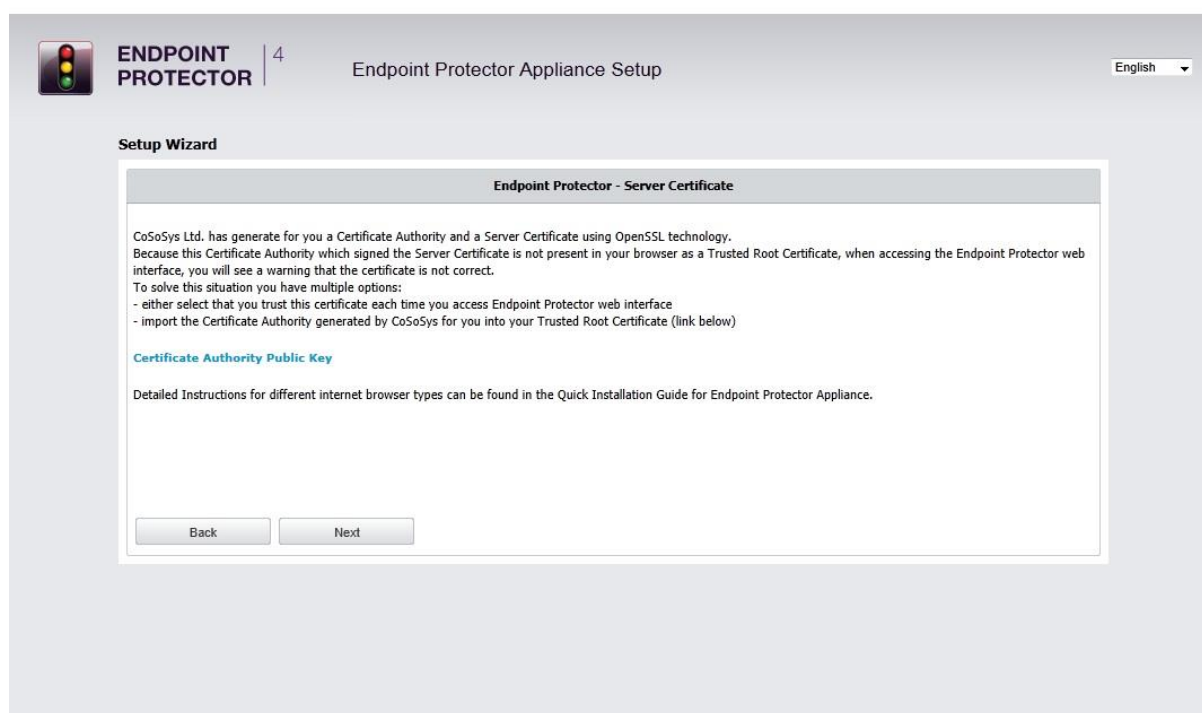 ENDPOINT
PROTECTOR
4
Endpoint Protector Appliance Setup
English
Setup Wizard
Endpoint Protector - Server Certificate
CoSoSys Ltd. has generate for you a Certificate Authority and a Server Certificate using OpenSSL technology.
Because this Certificate Authority which signed the Server Certificate is not present in your browser as a Trusted Root Certificate, when accessing the Endpoint Protector web
interface, you will see a warning that the certificate is not correct.
To solve this situation you have multiple options:
- either select that you trust this certificate each time you access Endpoint Protector web interface
- import the Certificate Authority generated by CoSoSys for you into your Trusted Root Certificate (link below)
Certificate Authority Public Key
Detailed Instructions for different internet browser types can be found in the Quick Installation Guide for Endpoint Protector Appliance.
Back Next